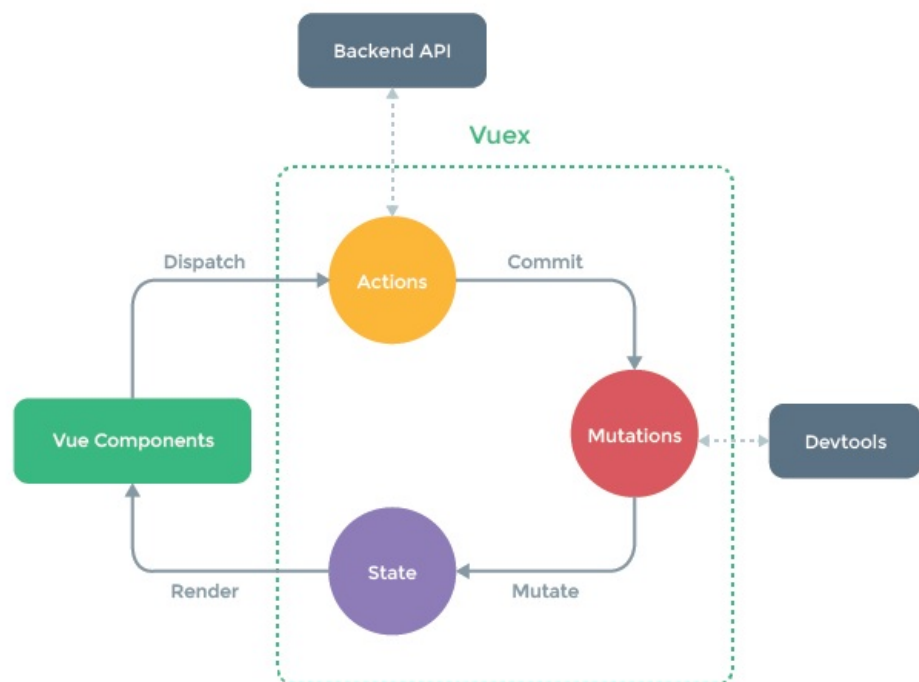 Backend API
Vuex
Dispatch
Commit
Actions
Vue Components
Mutations
Devtools
State
Render
Mutate